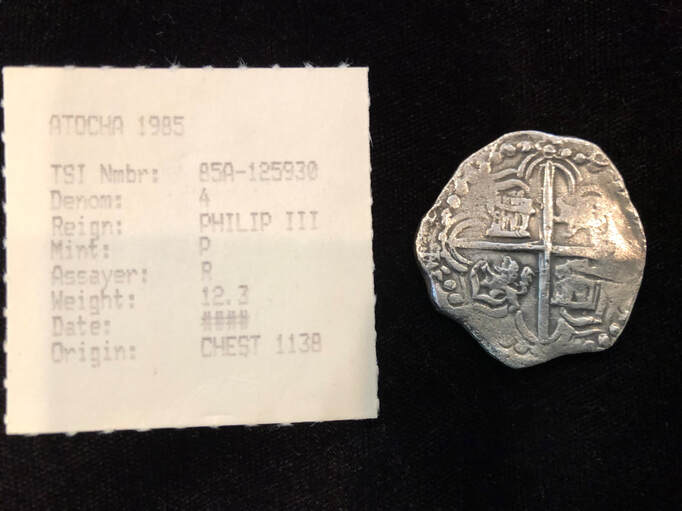 ATOCHA 1985
TSI Nmbr: 85A-125930
Denom: 4
Reign: PHILIP III
Mint: P
Assayer: R
Weight: 12.3
Date: ####
Origin: CHEST 1138